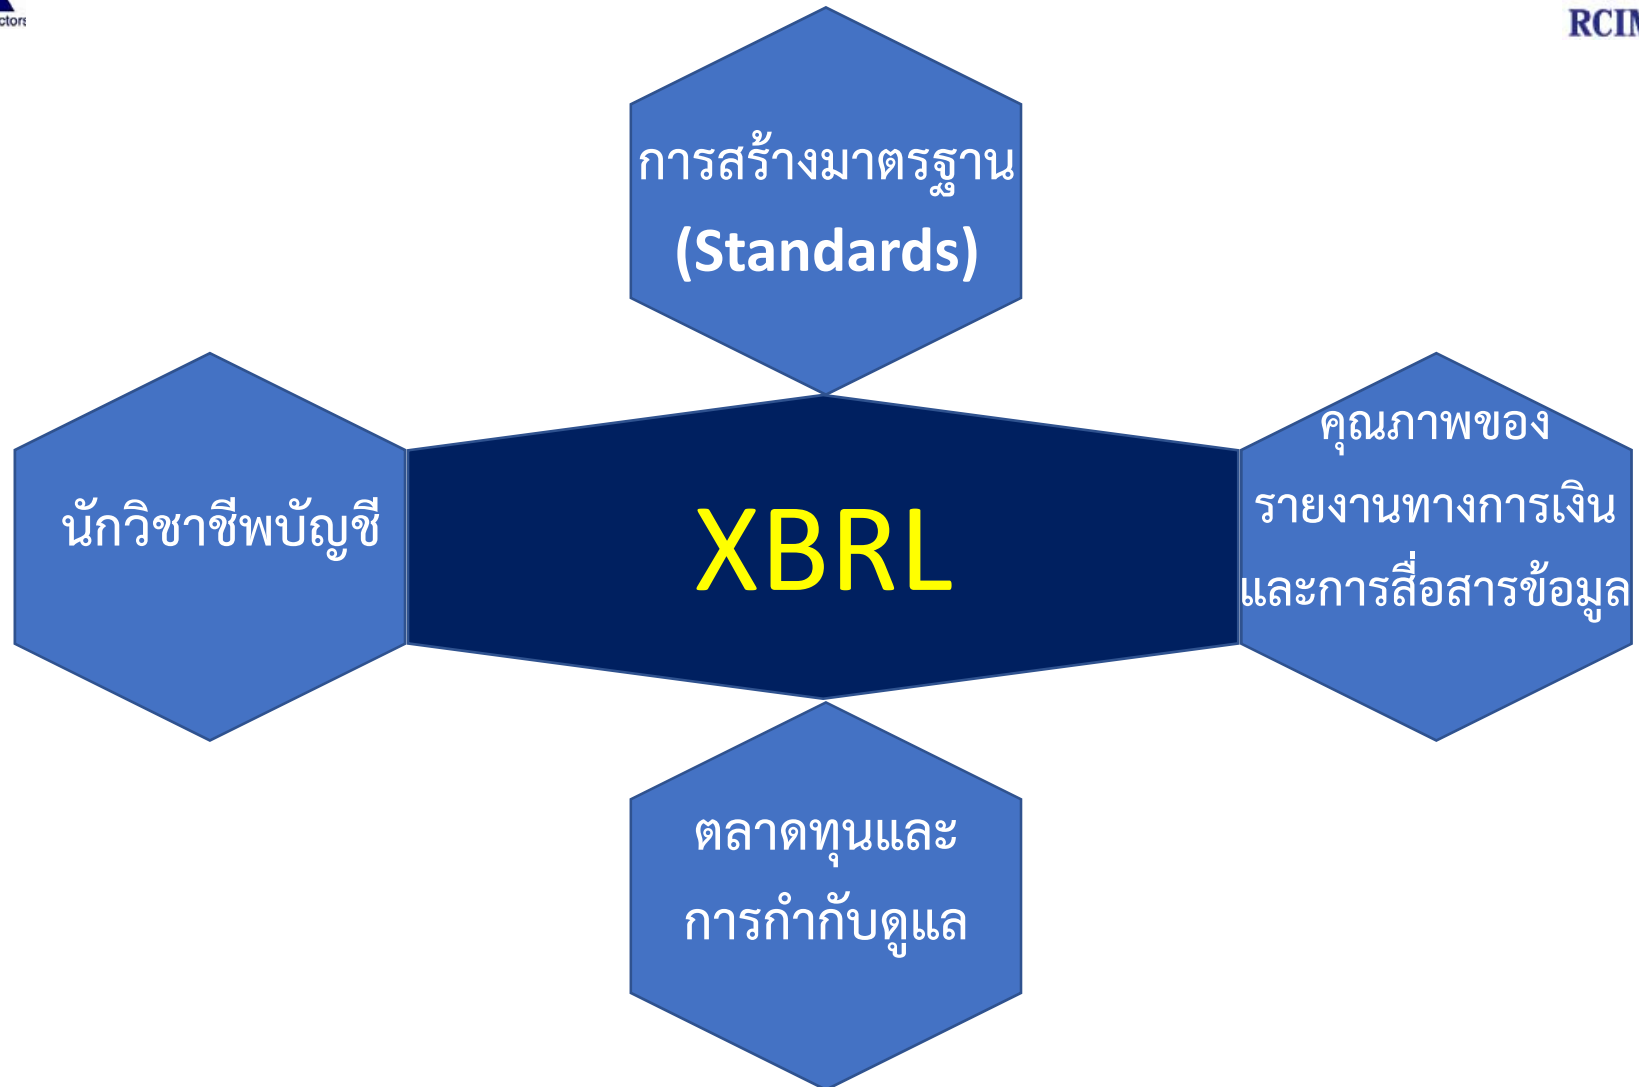 การสร้างมาตรฐาน
(Standards)
นักวิชาชีพบัญชี
XBRL
คุณภาพของ
รายงานทางการเงิน
และการสื่อสารข้อมูล
ตลาดทุนและ
การกำกับดูแล